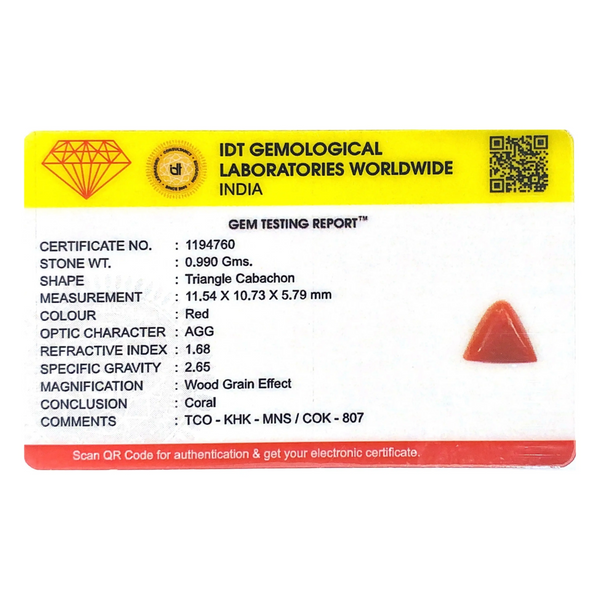 IDT GEMOLOGICAL
LABORATORIES WORLDWIDE
INDIA
idt
GEM TESTING REPORT™
CERTIFICATE NO. : 1194760
STONE WT. : 0.990 Gms.
SHAPE : Triangle Cabachon
MEASUREMENT : 11.54 X 10.73 X 5.79 mm
COLOUR : Red
OPTIC CHARACTER : AGG
REFRACTIVE INDEX : 1.68
SPECIFIC GRAVITY : 2.65
MAGNIFICATION : Wood Grain Effect
CONCLUSION : Coral
COMMENTS : TCO - KHK - MNS / COK - 807
Scan QR Code for authentication & get your electronic certificate.